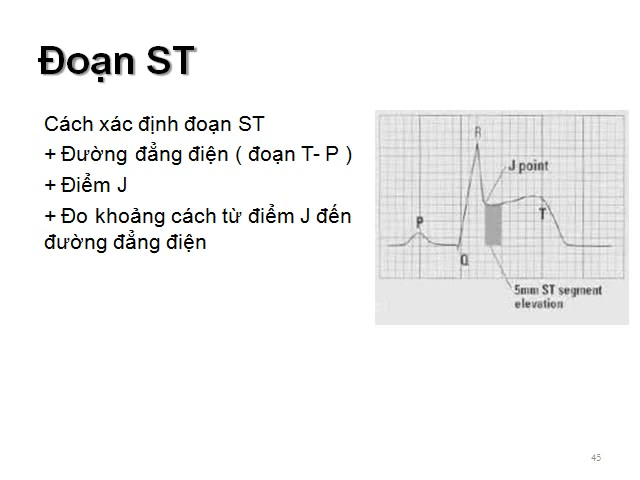 Đoạn ST
Cách xác định đoạn ST
+ Đường đẳng điện ( đoạn T- P )
+ Điểm J
+ Đo khoảng cách từ điểm J đến
đường đẳng điện
R
J point
P
T
Q
5mm ST segment
elevation
45